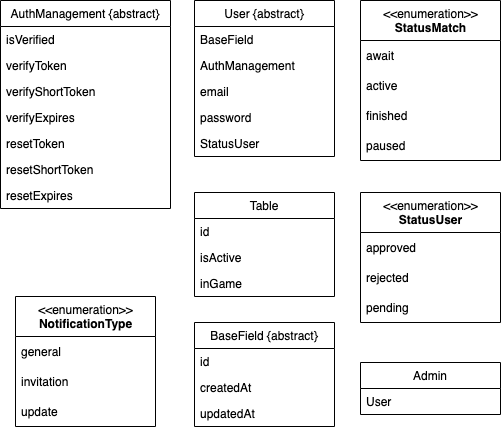 AuthManagement {abstract}
isVerified
verifyToken
verifyShortToken
verifyExpires
resetToken
resetShortToken
resetExpires
User {abstract}
BaseField
AuthManagement
email
password
StatusUser
<<enumeration>>
StatusMatch
await
active
finished
paused
Table
id
isActive
inGame
<<enumeration>>
StatusUser
approved
rejected
pending
<<enumeration>>
NotificationType
general
invitation
update
BaseField {abstract}
id
createdAt
updatedAt
Admin
User